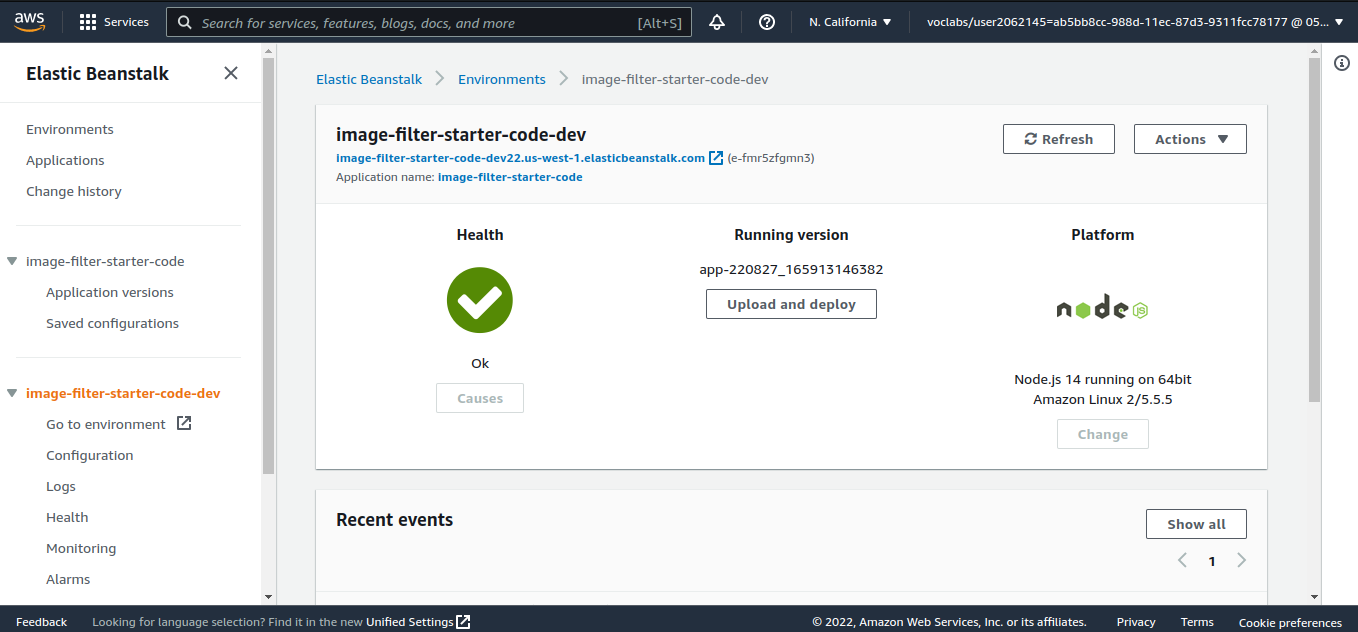 aws Services Search for services, features, blogs, docs, and more [Alt+S] N. California voclabs/user2062145=ab5bb8cc-988d-11ec-87d3-9311fcc78177 @ 05...
Elastic Beanstalk
Environments
Applications
Change history
image-filter-starter-code
Application versions
Saved configurations
image-filter-starter-code-dev
Go to environment
Configuration
Logs
Health
Monitoring
Alarms
Elastic Beanstalk Environments image-filter-starter-code-dev
image-filter-starter-code-dev
image-filter-starter-code-dev22.us-west-1.elasticbeanstalk.com (e-fmr5zfgmn3)
Application name: image-filter-starter-code
Refresh Actions
Health
Ok
Causes
Running version
app-220827_165913146382
Upload and deploy
Platform
node JS
Node.js 14 running on 64bit
Amazon Linux 2/5.5.5
Change
Recent events
Show all
1
Feedback Looking for language selection? Find it in the new Unified Settings © 2022, Amazon Web Services, Inc. or its affiliates. Privacy Terms Cookie preferences